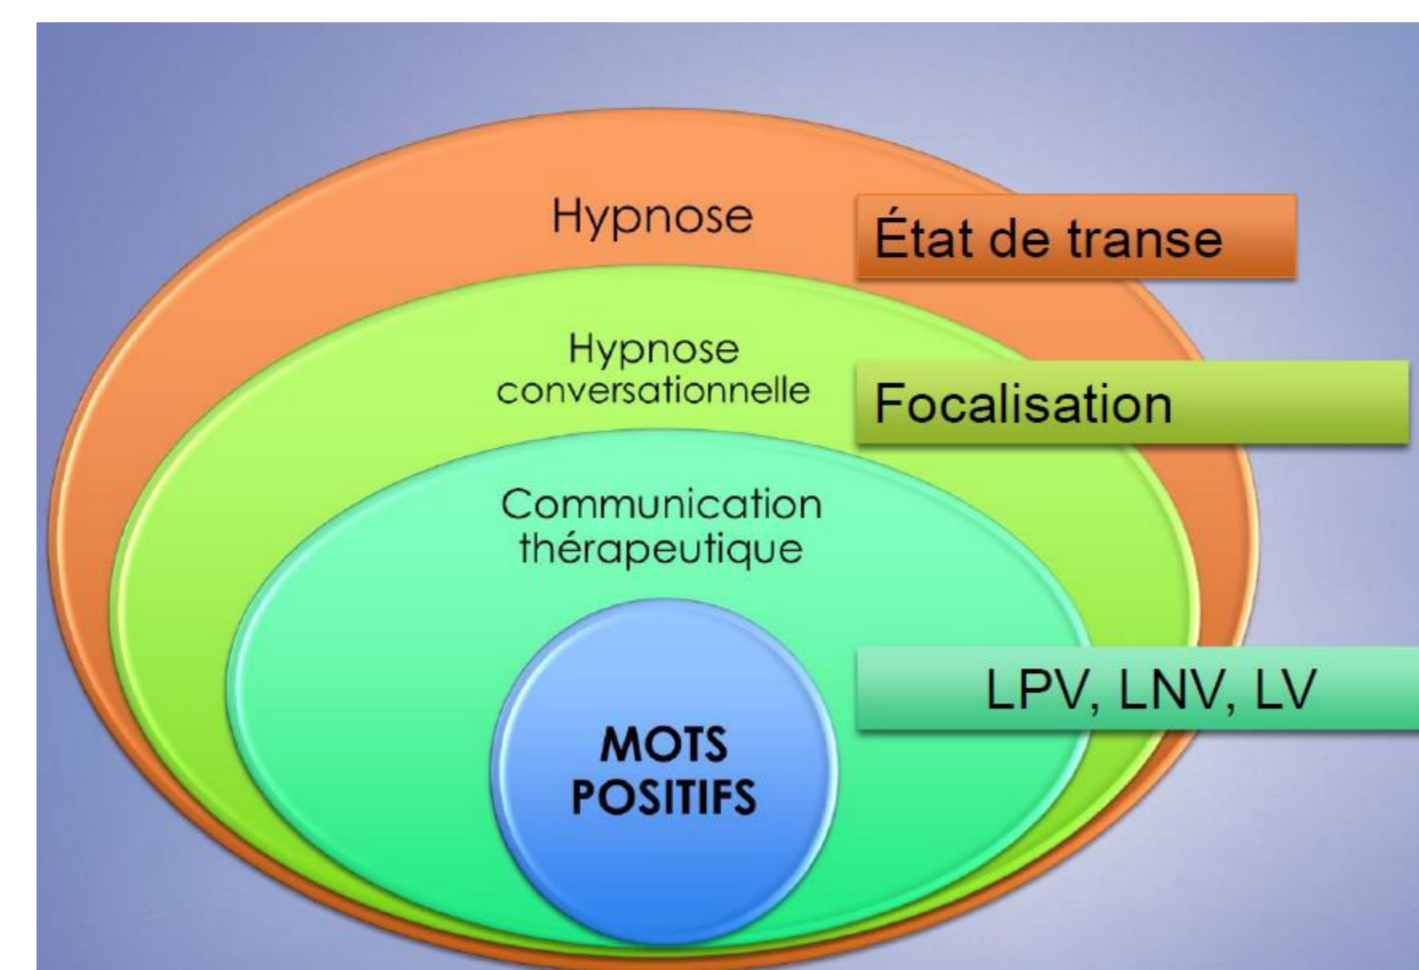 Hypnose
État de transe
Hypnose
conversationnelle
Focalisation
Communication
thérapeutique
LPV, LNV, LV
MOTS
POSITIFS